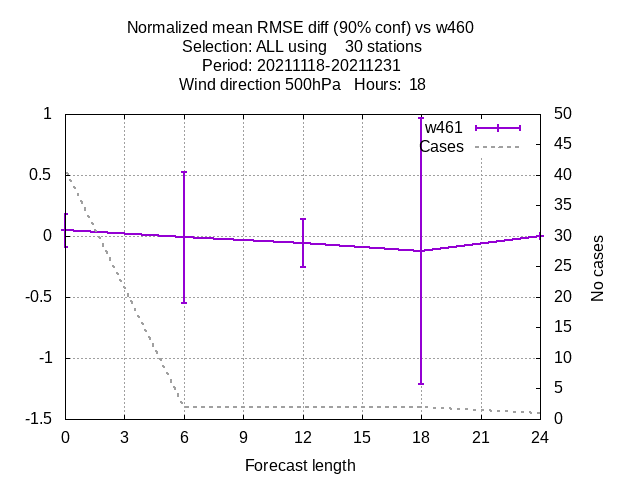 Normalized mean RMSE diff (90% conf) vs w460
Selection: ALL using    30 stations
Period: 20211118-20211231
Wind direction 500hPa   Hours:  18
w461
Cases
1
0.5
0
-0.5
-1
-1.5
50
45
40
35
30
25
20
15
10
5
0
No cases
0 3 6 9 12 15 18 21 24
Forecast length